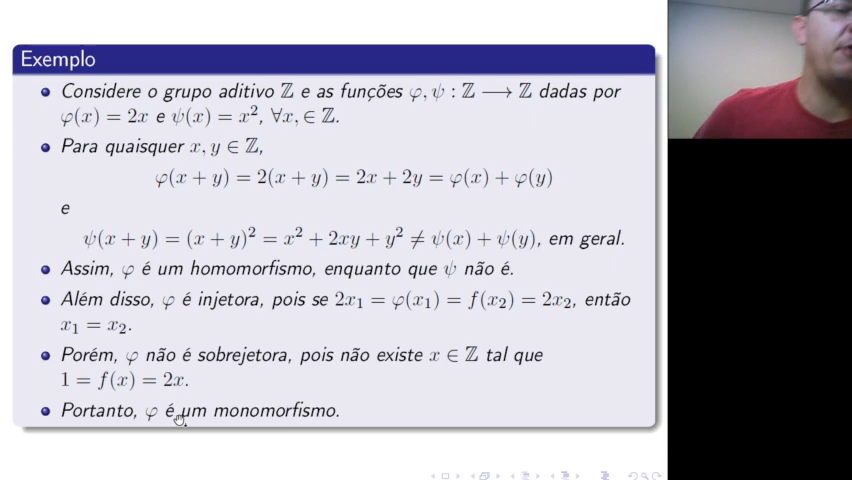 Exemplo
Considere o grupo aditivo ℤ e as funções φ, ψ : ℤ ⟶ ℤ dadas por
φ(x) = 2x e ψ(x) = x², ∀x, ∈ ℤ.
Para quaisquer x, y ∈ ℤ,
φ(x + y) = 2(x + y) = 2x + 2y = φ(x) + φ(y)
e
ψ(x + y) = (x + y)² = x² + 2xy + y² ≠ ψ(x) + ψ(y), em geral.
Assim, φ é um homomorfismo, enquanto que ψ não é.
Além disso, φ é injetora, pois se 2x₁ = φ(x₁) = f(x₂) = 2x₂, então
x₁ = x₂.
Porém, φ não é sobrejetora, pois não existe x ∈ ℤ tal que
1 = f(x) = 2x.
Portanto, φ é um monomorfismo.